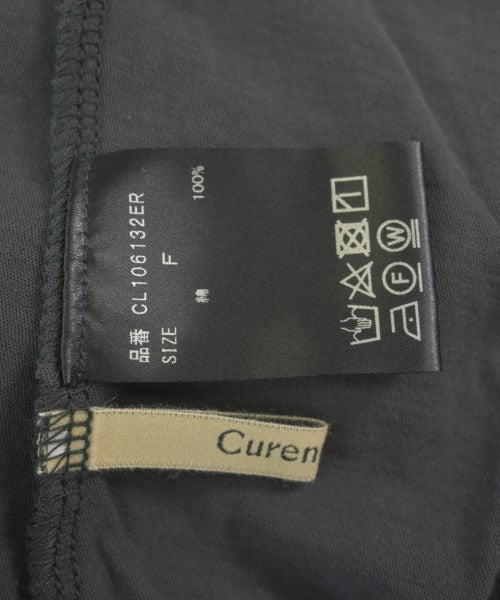 品番 CL106132ER
SIZE F
綿 100%
W
F
Curen